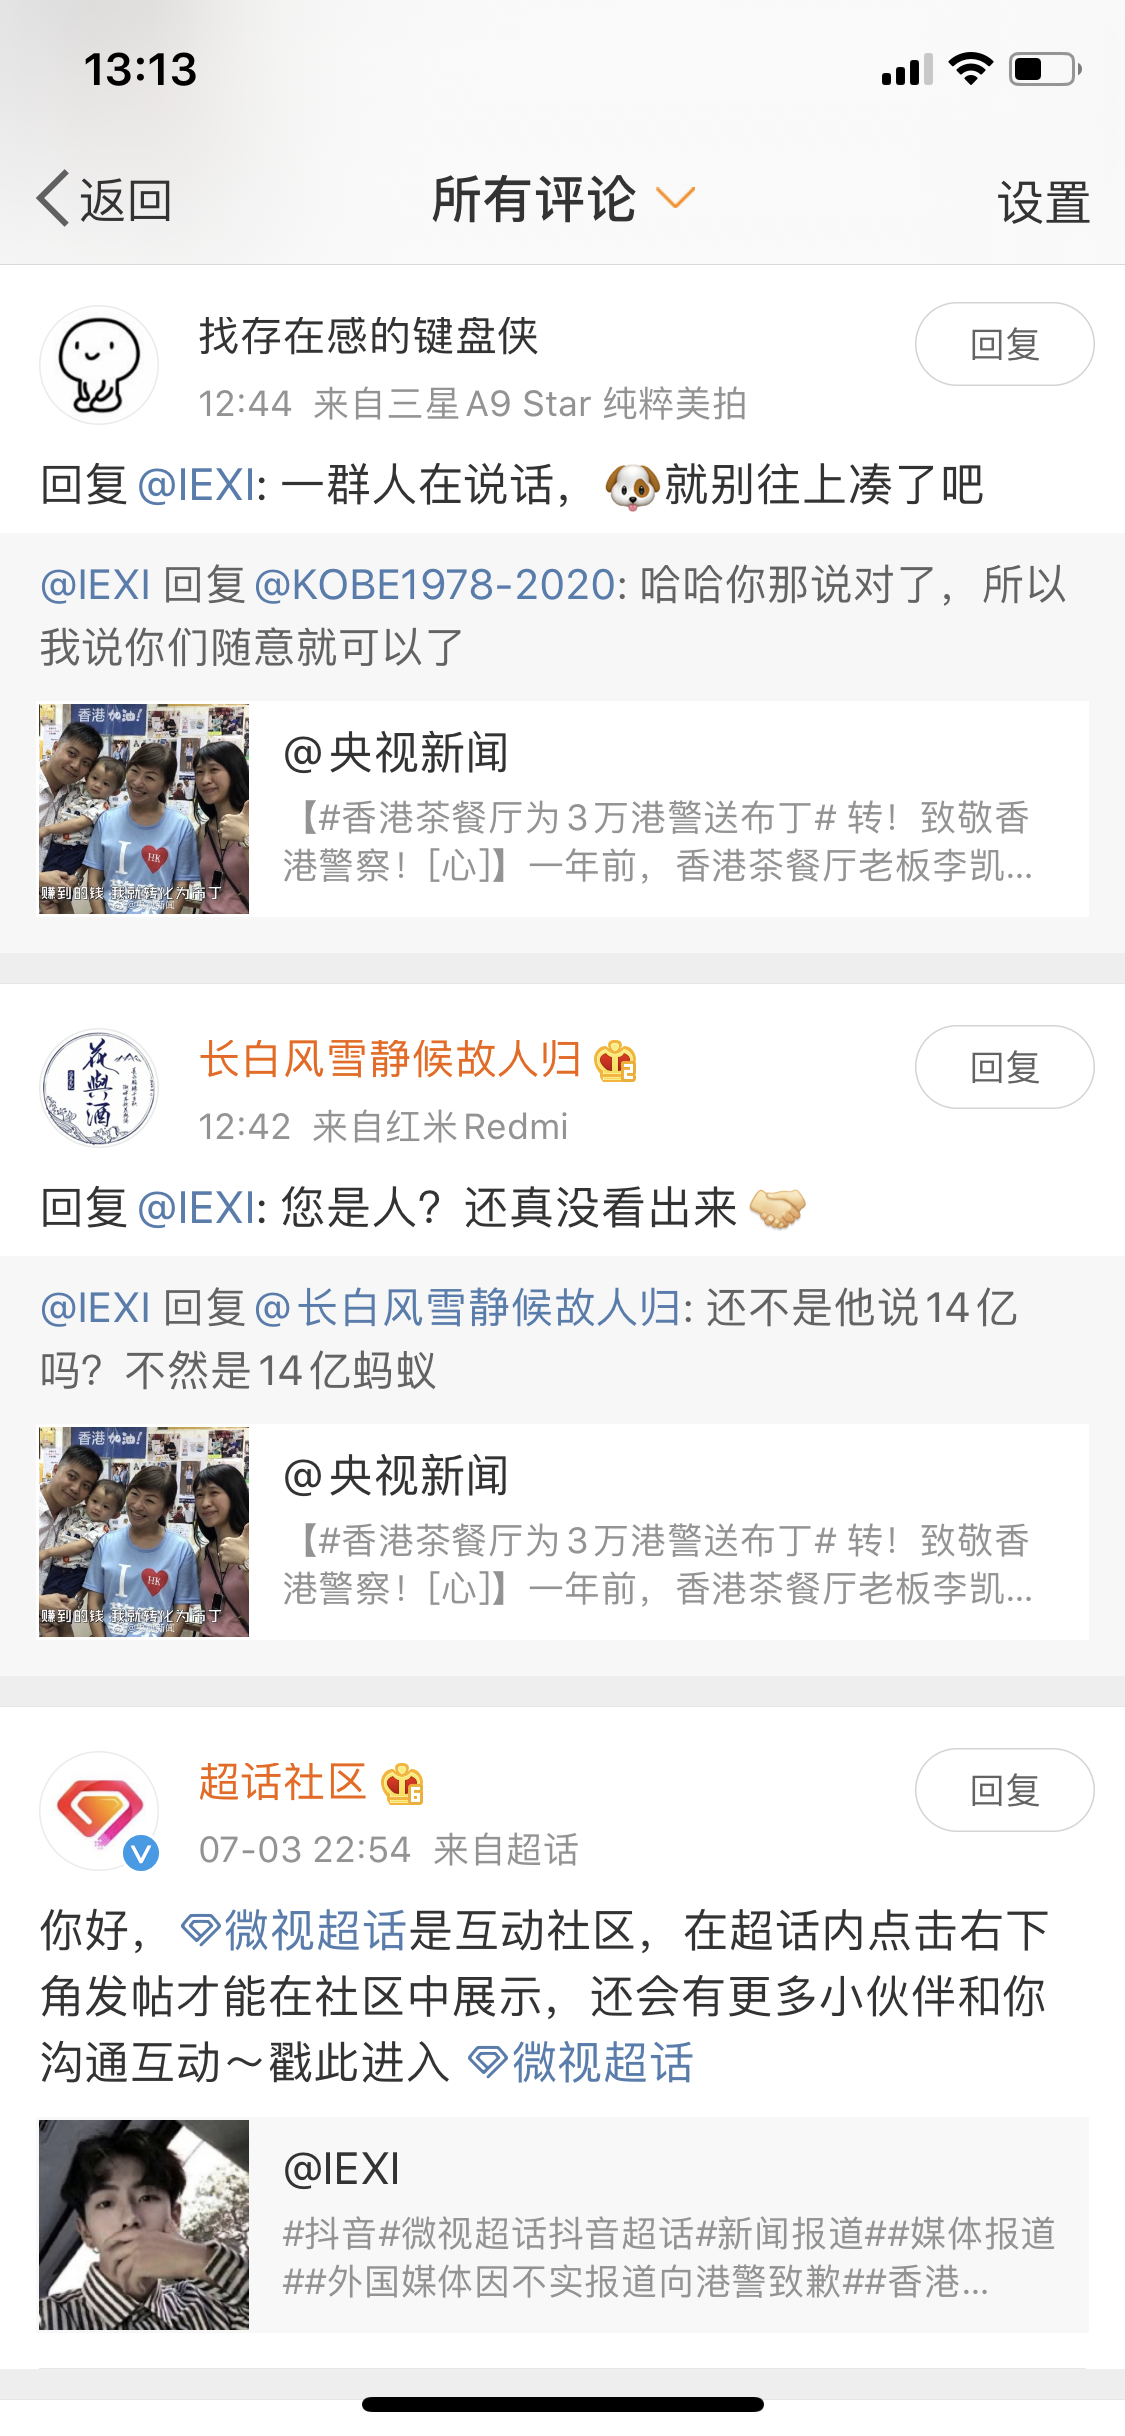 13:13
返回
所有评论
设置
找存在感的键盘侠
回复
12:44 来自三星A9 Star 纯粹美拍
回复@IEXI: 一群人在说话，🐶就别往上凑了吧
@IEXI 回复@KOBE1978-2020: 哈哈你那说对了，所以
我说你们随意就可以了
香港加油!
I
HK
赚到的钱 我就转化为布丁
@央视新闻
【#香港茶餐厅为3万港警送布丁# 转！致敬香
港警察！[心]】一年前，香港茶餐厅老板李凯...
长白风雪静候故人归
回复
12:42 来自红米Redmi
花與酒
回复@IEXI: 您是人？还真没看出来🤝
@IEXI 回复@长白风雪静候故人归: 还不是他说14亿
吗？不然是14亿蚂蚁
香港加油!
I
HK
赚到的钱 我就转化为布丁
@央视新闻
【#香港茶餐厅为3万港警送布丁# 转！致敬香
港警察！[心]】一年前，香港茶餐厅老板李凯...
超话社区
6
回复
V
07-03 22:54 来自超话
你好，微视超话是互动社区，在超话内点击右下
角发帖才能在社区中展示，还会有更多小伙伴和你
沟通互动～戳此进入 微视超话
@IEXI
#抖音#微视超话抖音超话#新闻报道##媒体报道
##外国媒体因不实报道向港警致歉##香港...